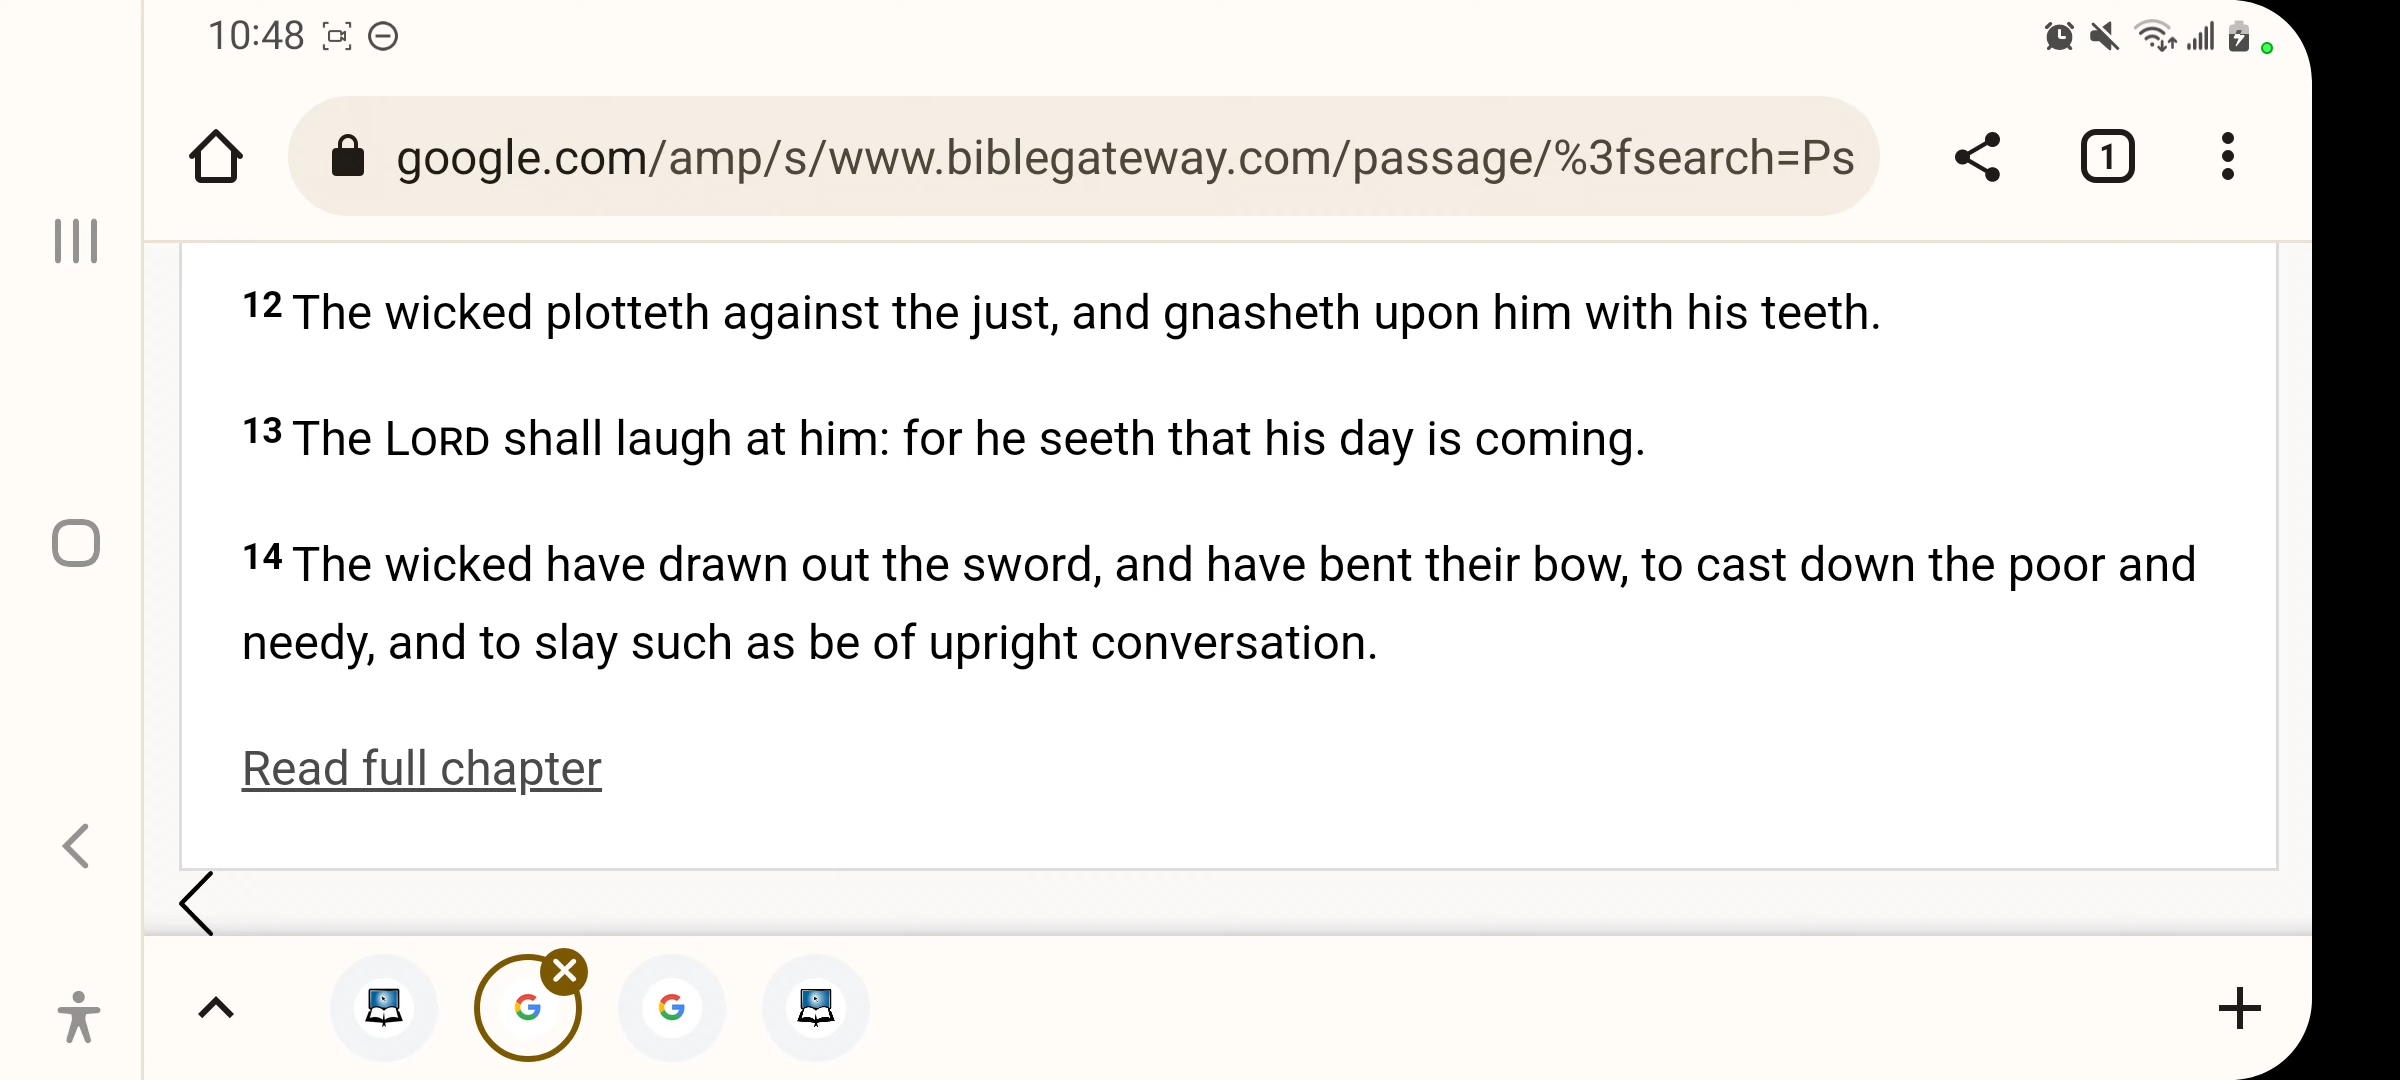 10:48
google.com/amp/s/www.biblegateway.com/passage/%3fsearch=Ps
1
12 The wicked plotteth against the just, and gnasheth upon him with his teeth.
13 The LORD shall laugh at him: for he seeth that his day is coming.
14 The wicked have drawn out the sword, and have bent their bow, to cast down the poor and
needy, and to slay such as be of upright conversation.
Read full chapter